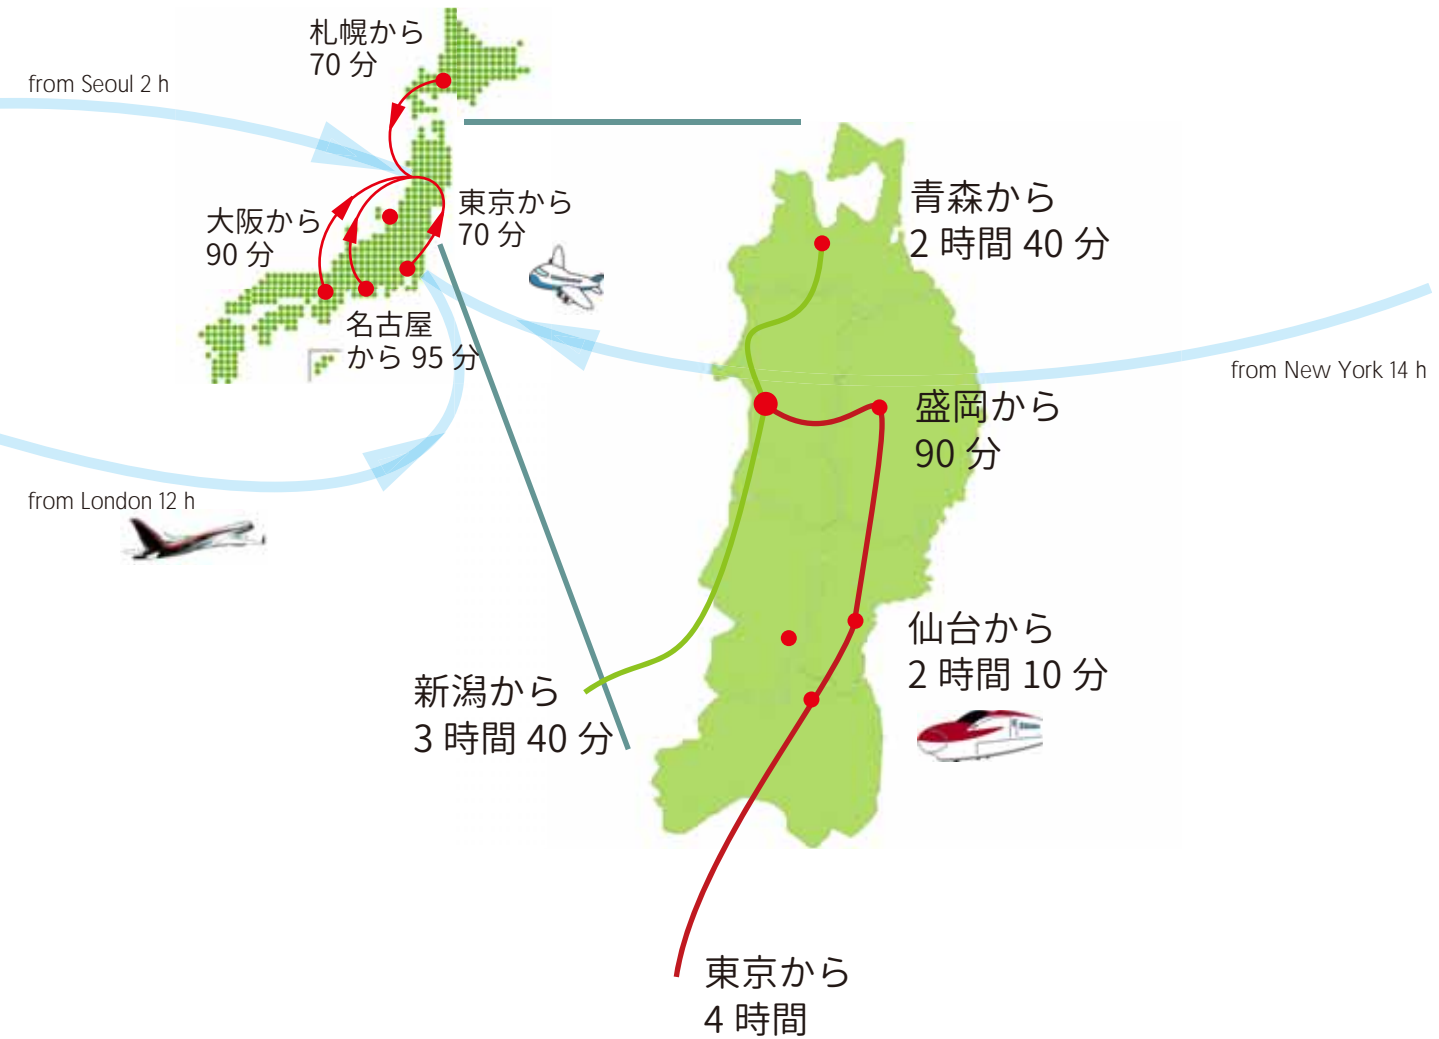 札幌から
70 分
from Seoul 2 h
大阪から
90 分
東京から
70 分
名古屋
から 95 分
青森から
2 時間 40 分
from New York 14 h
盛岡から
90 分
from London 12 h
仙台から
2 時間 10 分
新潟から
3 時間 40 分
東京から
4 時間